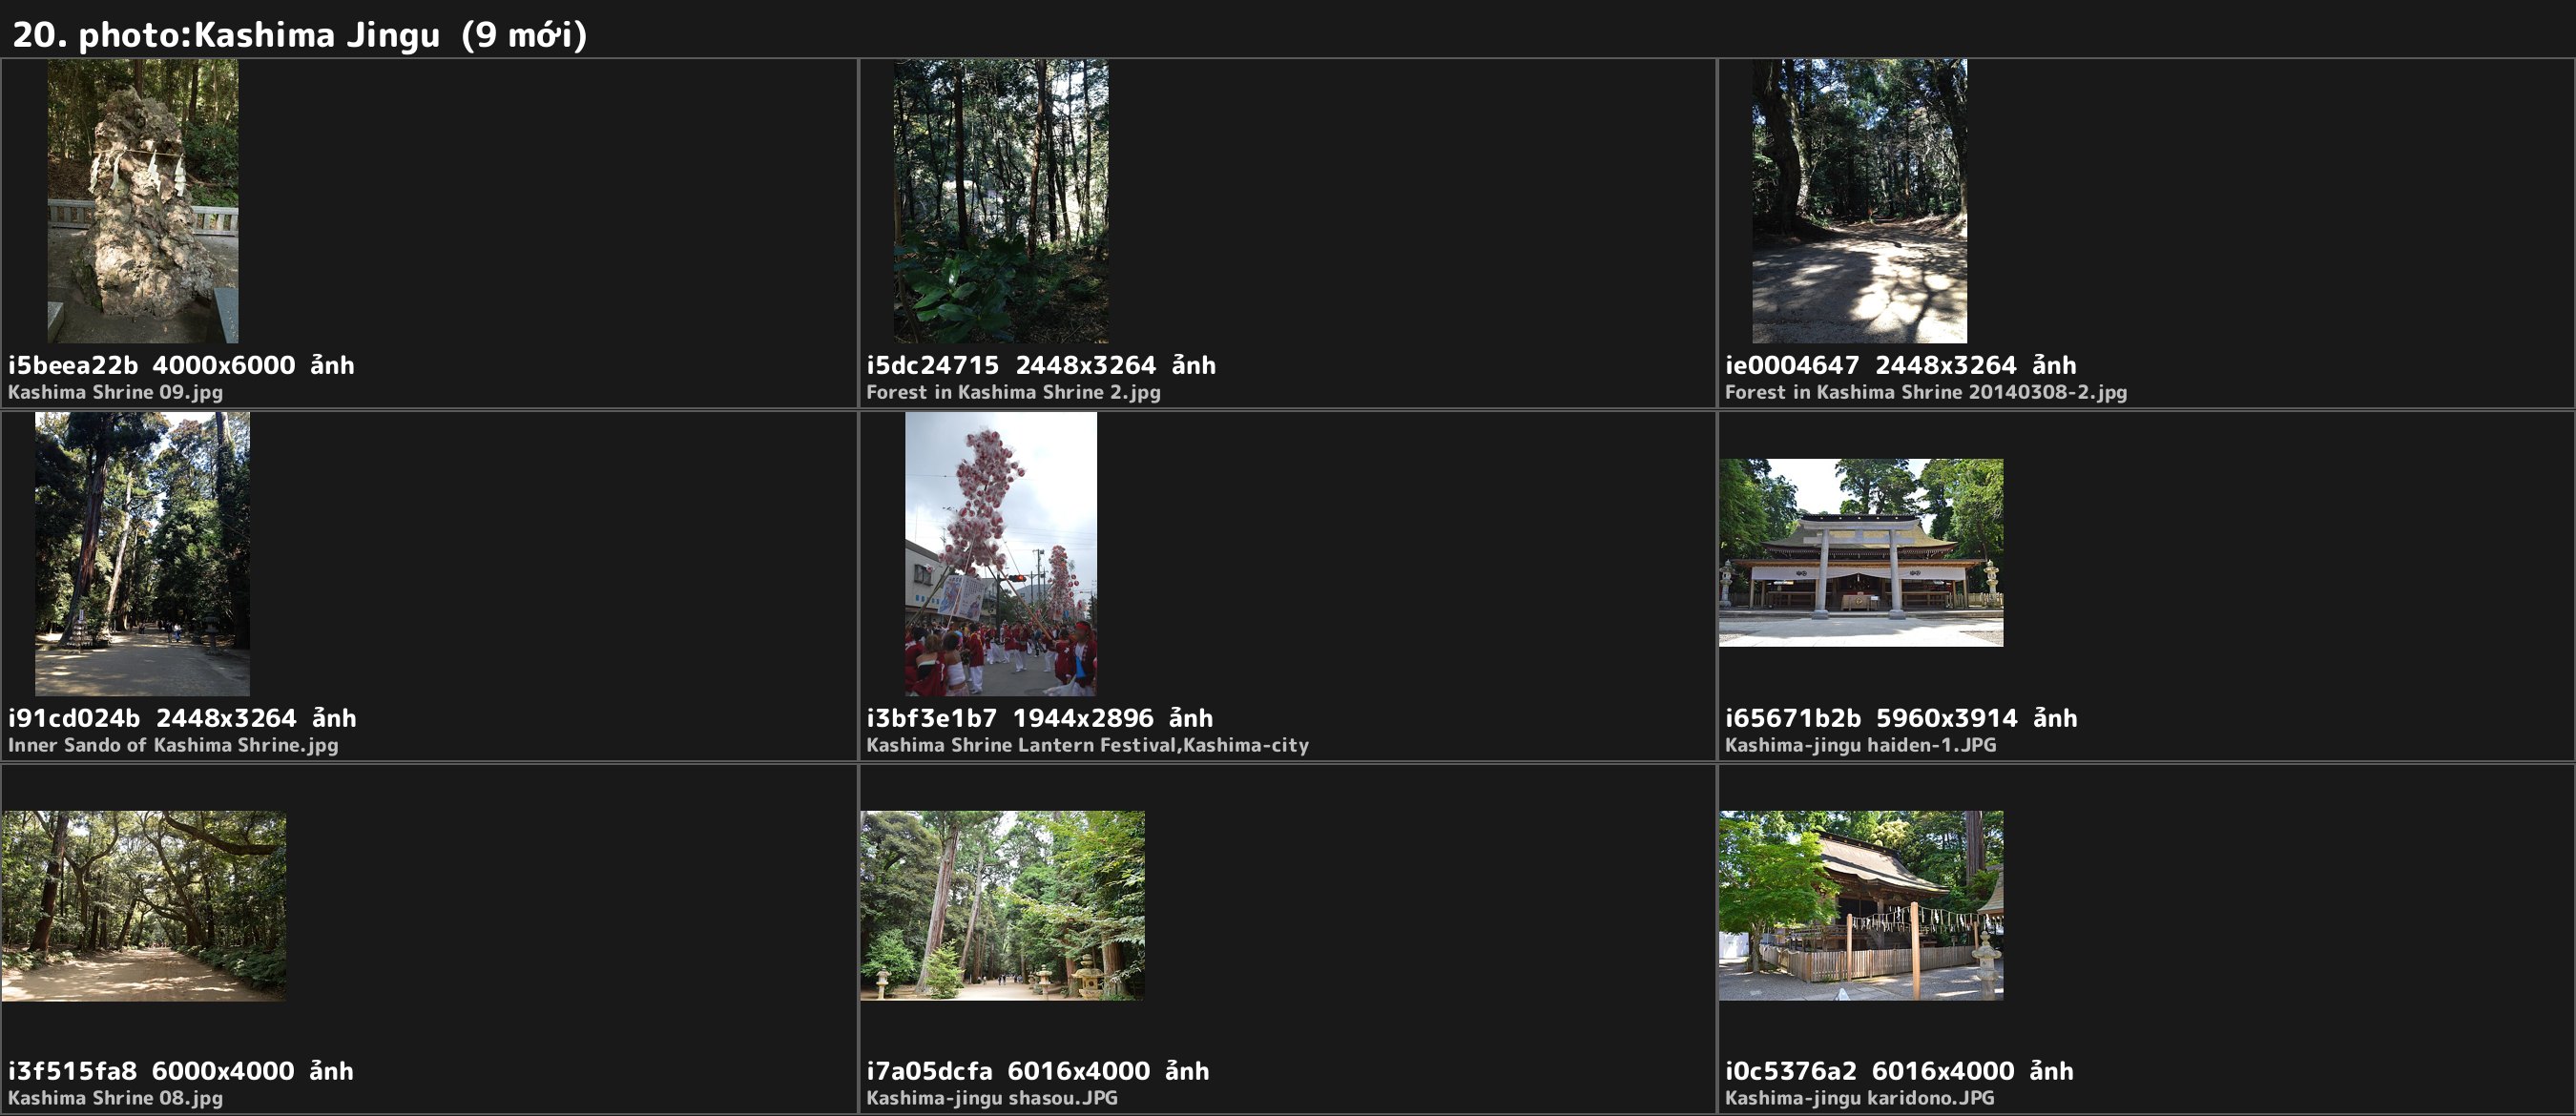 20. photo:Kashima Jingu (9 mới)
i5beea22b 4000x6000 ảnh
Kashima Shrine 09.jpg
i5dc24715 2448x3264 ảnh
Forest in Kashima Shrine 2.jpg
ie0004647 2448x3264 ảnh
Forest in Kashima Shrine 20140308-2.jpg
i91cd024b 2448x3264 ảnh
Inner Sando of Kashima Shrine.jpg
i3bf3e1b7 1944x2896 ảnh
Kashima Shrine Lantern Festival,Kashima-city
i65671b2b 5960x3914 ảnh
Kashima-jingu haiden-1.JPG
i3f515fa8 6000x4000 ảnh
Kashima Shrine 08.jpg
i7a05dcfa 6016x4000 ảnh
Kashima-jingu shasou.JPG
i0c5376a2 6016x4000 ảnh
Kashima-jingu karidono.JPG